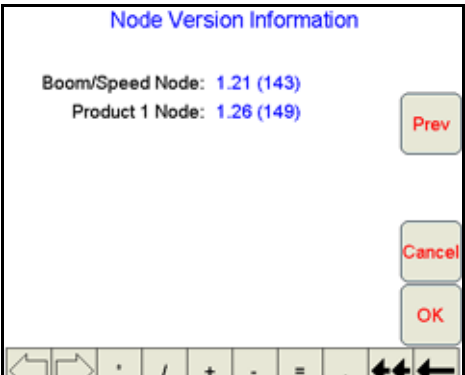 Node Version Information
Boom/Speed Node: 1.21 (143)
Product 1 Node: 1.26 (149)
Prev
Cancel
OK
* / + - = .